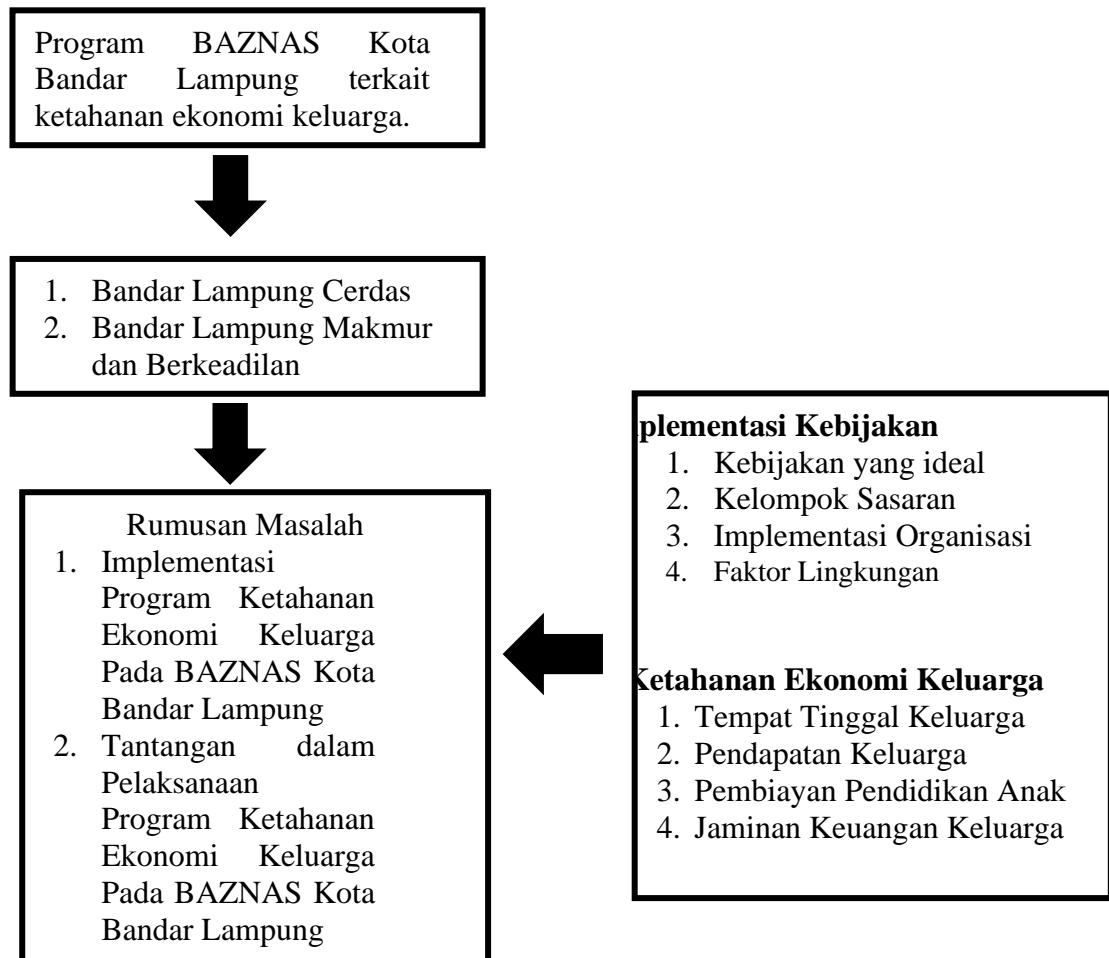 Program BAZNAS Kota
Bandar Lampung terkait
ketahanan ekonomi keluarga.
1. Bandar Lampung Cerdas
2. Bandar Lampung Makmur
dan Berkeadilan
Rumusan Masalah
1. Implementasi
Program Ketahanan
Ekonomi Keluarga
Pada BAZNAS Kota
Bandar Lampung
2. Tantangan dalam
Pelaksanaan
Program Ketahanan
Ekonomi Keluarga
Pada BAZNAS Kota
Bandar Lampung
plementasi Kebijakan
1. Kebijakan yang ideal
2. Kelompok Sasaran
3. Implementasi Organisasi
4. Faktor Lingkungan
Ketahanan Ekonomi Keluarga
1. Tempat Tinggal Keluarga
2. Pendapatan Keluarga
3. Pembiayan Pendidikan Anak
4. Jaminan Keuangan Keluarga